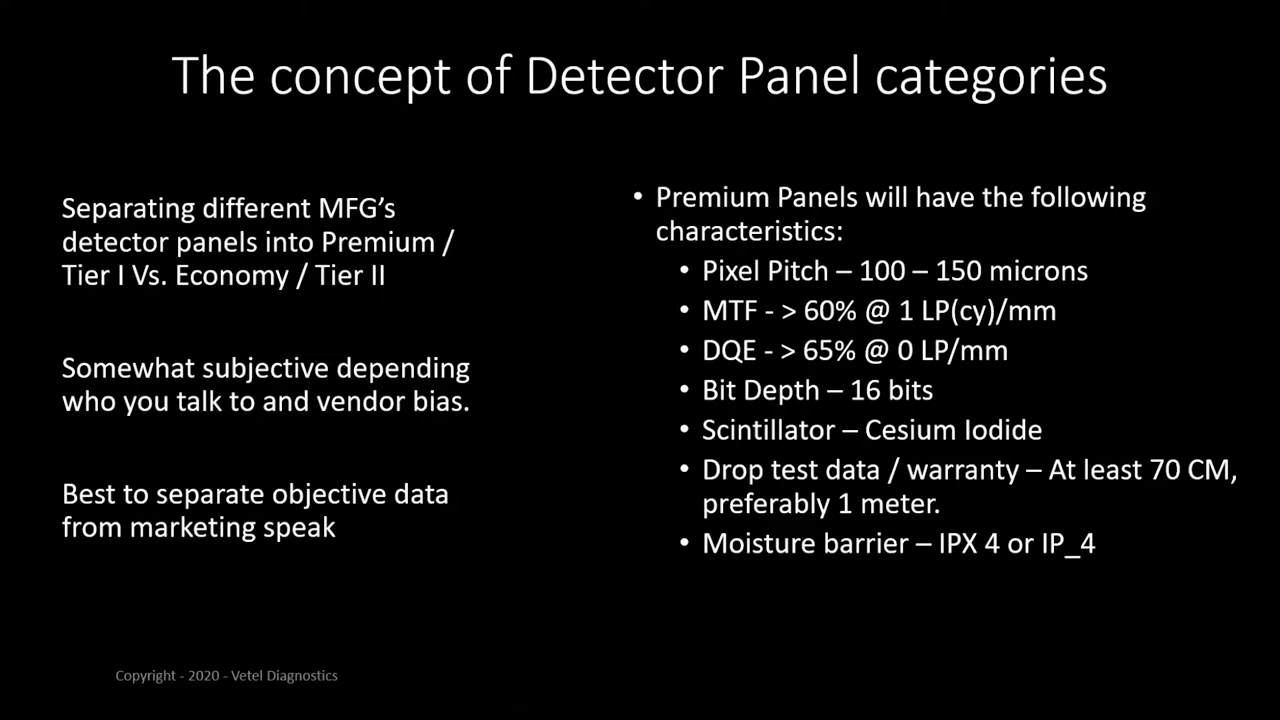 The concept of Detector Panel categories
Separating different MFG’s
detector panels into Premium /
Tier I Vs. Economy / Tier II
Somewhat subjective depending
who you talk to and vendor bias.
Best to separate objective data
from marketing speak
• Premium Panels will have the following
characteristics:
• Pixel Pitch – 100 – 150 microns
• MTF - > 60% @ 1 LP(cy)/mm
• DQE - > 65% @ 0 LP/mm
• Bit Depth – 16 bits
• Scintillator – Cesium Iodide
• Drop test data / warranty – At least 70 CM,
preferably 1 meter.
• Moisture barrier – IPX 4 or IP_4
Copyright - 2020 - Vetel Diagnostics